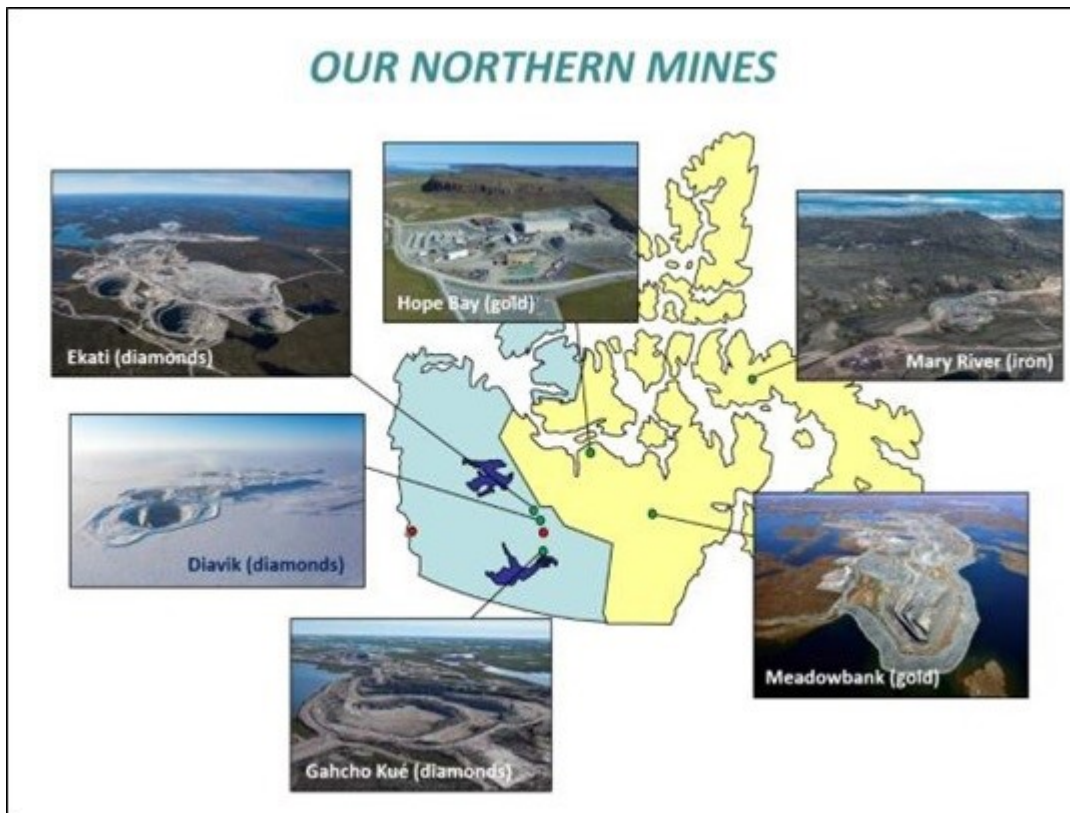 OUR NORTHERN MINES
Ekati (diamonds)
Hope Bay (gold)
Mary River (iron)
Diavik (diamonds)
Meadowbank (gold)
Gahcho Kué (diamonds)